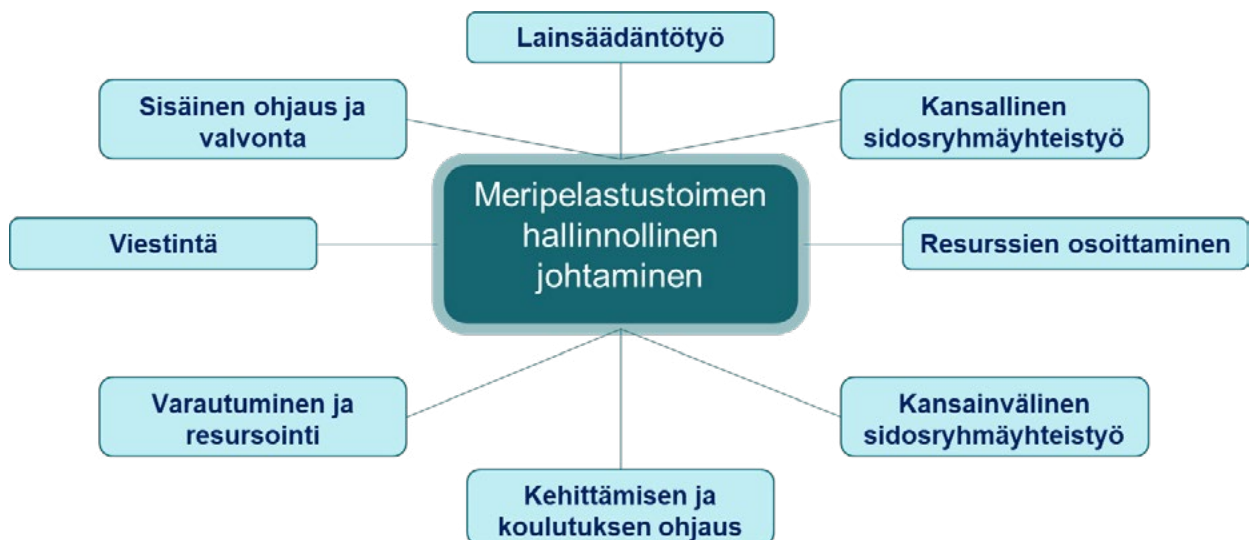 Lainsäädäntötyö
Sisäinen ohjaus ja
valvonta
Kansallinen
sidosryhmäyhteistyö
Meripelastustoimen
hallinnollinen
johtaminen
Viestintä
Resurssien osoittaminen
Varautuminen ja
resursointi
Kansainvälinen
sidosryhmäyhteistyö
Kehittämisen ja
koulutuksen ohjaus